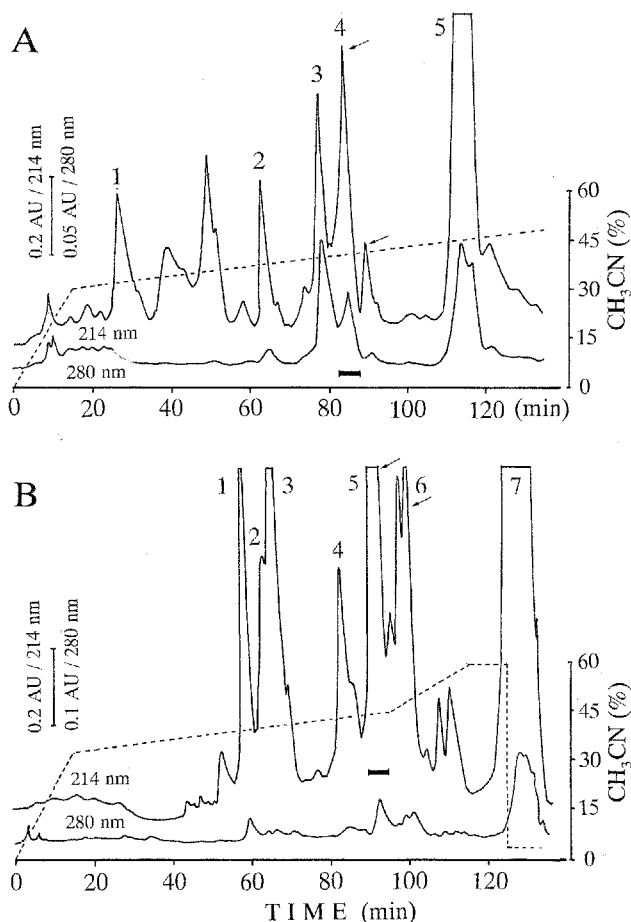 A
1
2
3
4
5
0.2 AU / 214 nm
0.05 AU / 280 nm
214 nm
280 nm
60
45
30
15
0
CH₃CN (%)
0 20 40 60 80 100 120 (min)
B
1
2
3
4
5
6
7
0.2 AU / 214 nm
0.1 AU / 280 nm
214 nm
280 nm
60
45
30
15
0
CH₃CN (%)
0 20 40 60 80 100 120
TIME (min)